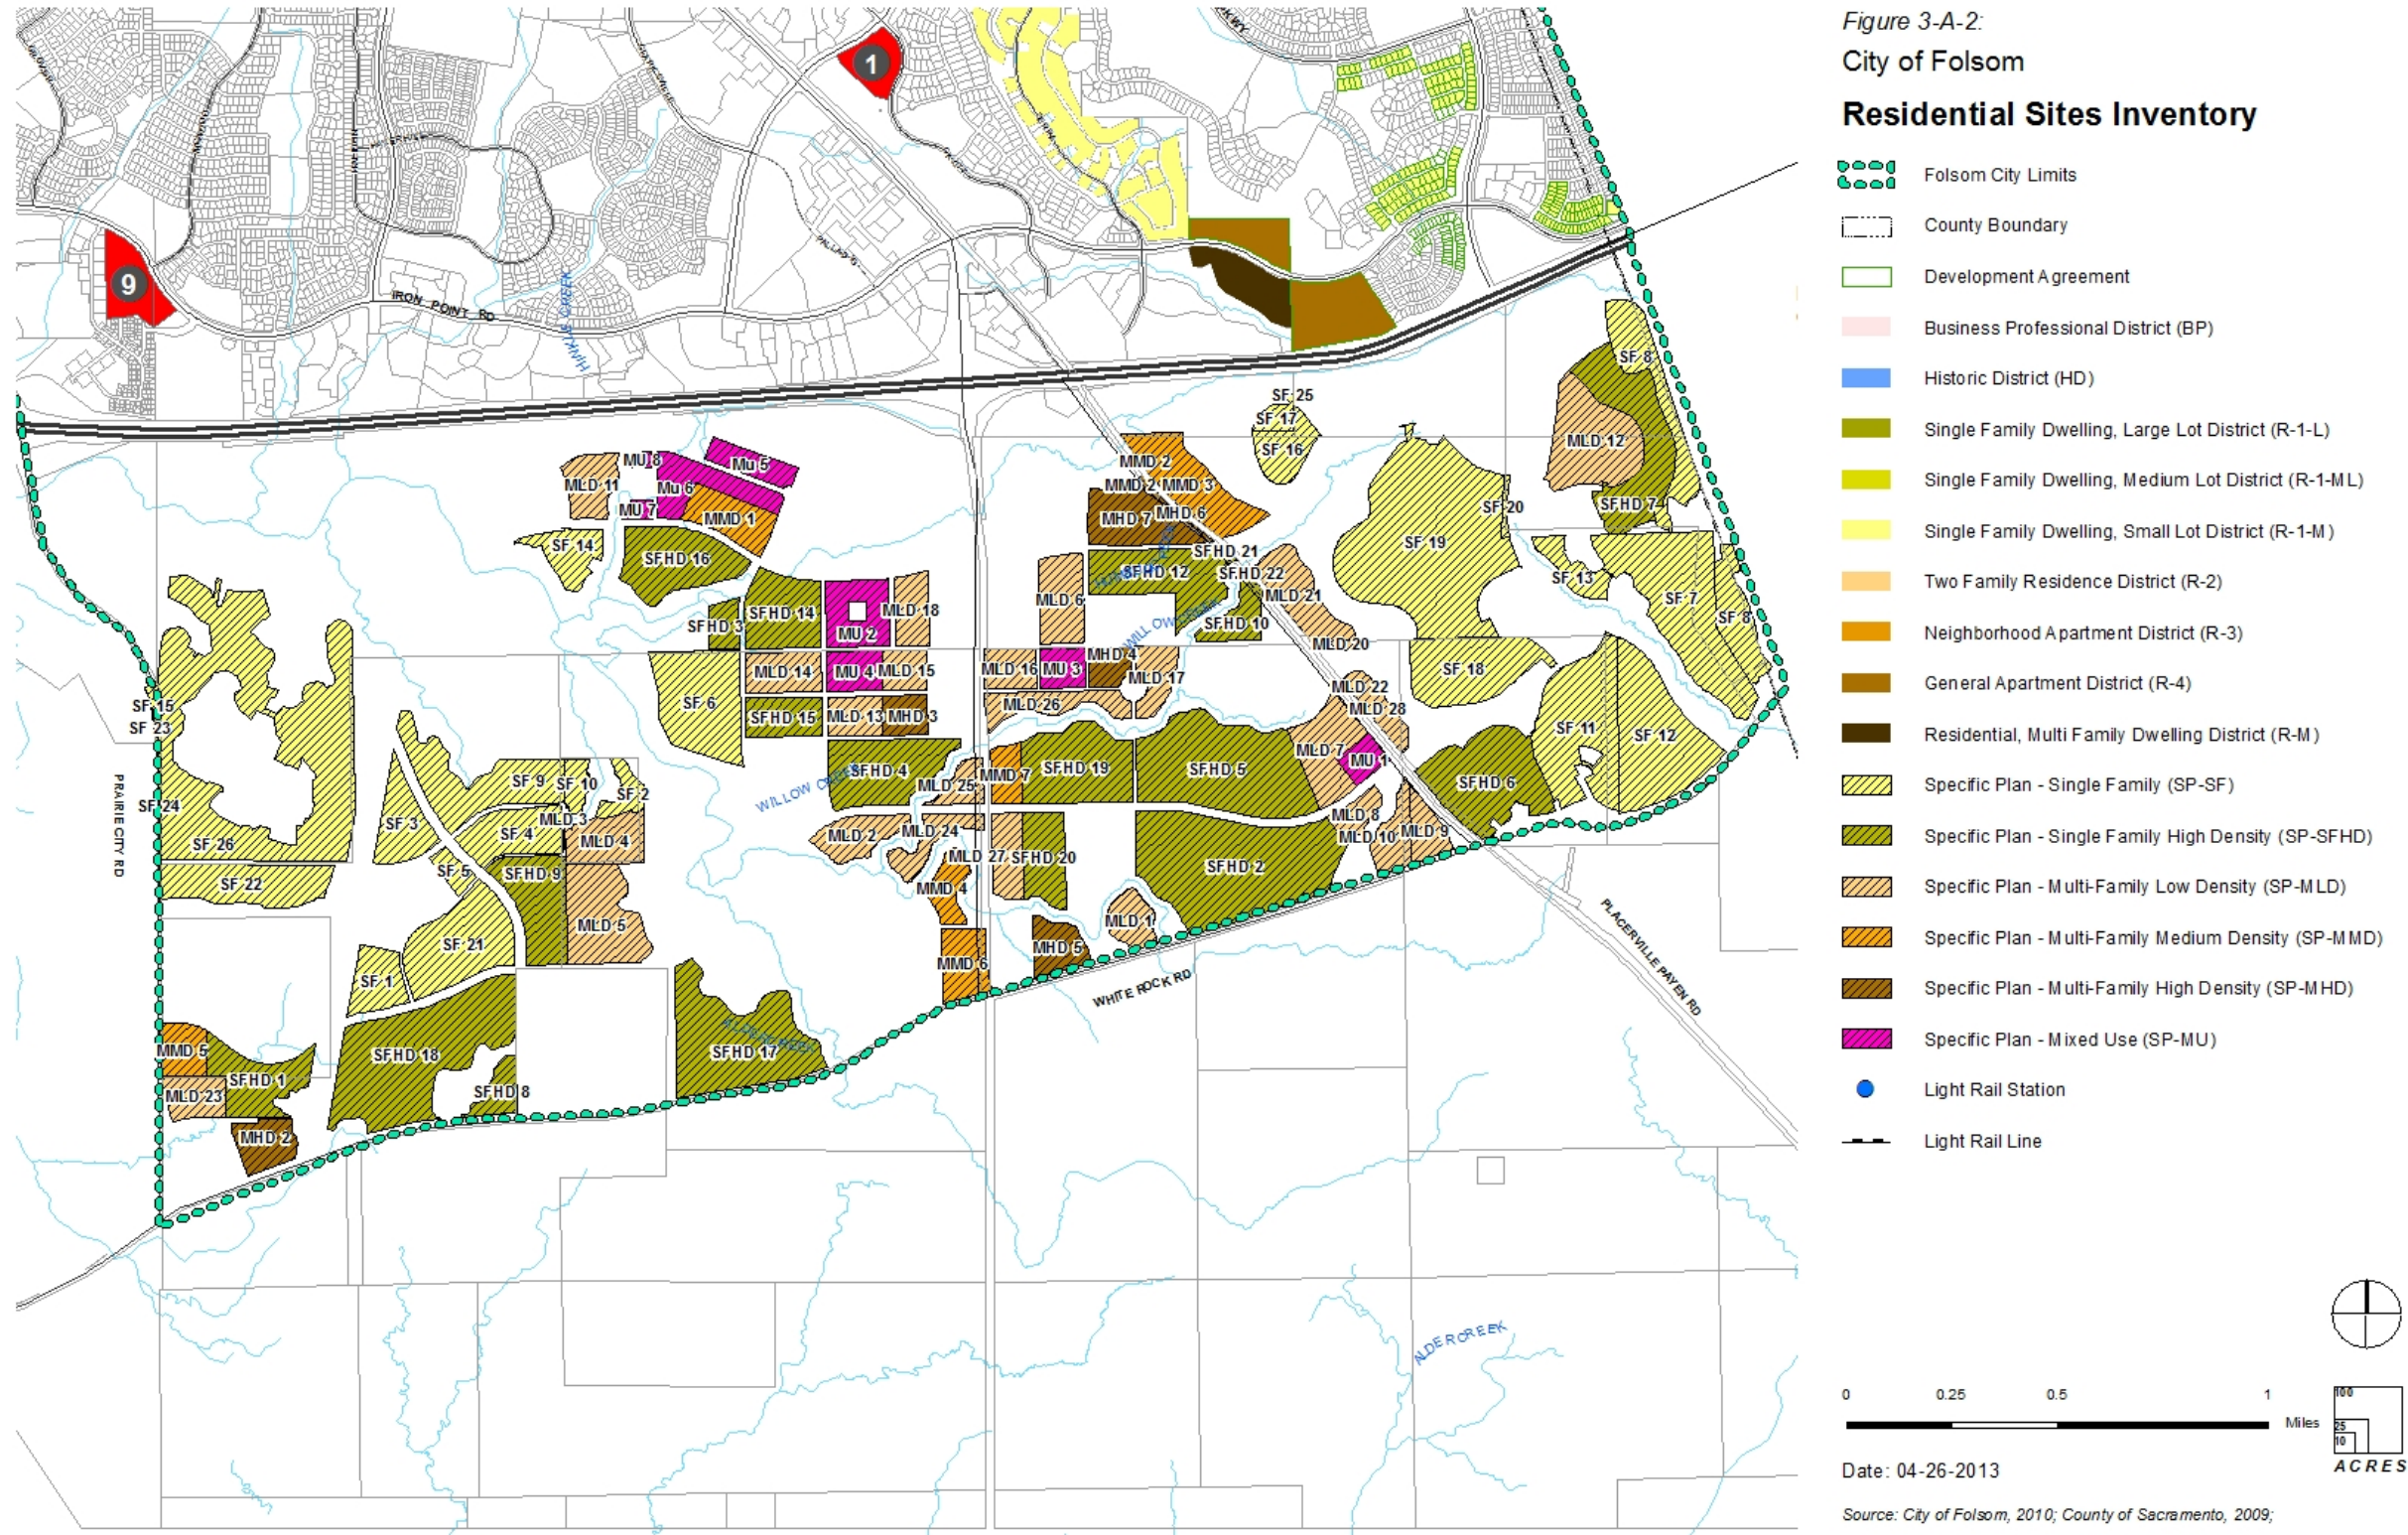 Figure 3-A-2:
City of Folsom
Residential Sites Inventory
Folsom City Limits
County Boundary
Development Agreement
Business Professional District (BP)
Historic District (HD)
Single Family Dwelling, Large Lot District (R-1-L)
Single Family Dwelling, Medium Lot District (R-1-ML)
Single Family Dwelling, Small Lot District (R-1-M)
Two Family Residence District (R-2)
Neighborhood Apartment District (R-3)
General Apartment District (R-4)
Residential, Multi Family Dwelling District (R-M)
Specific Plan - Single Family (SP-SF)
Specific Plan - Single Family High Density (SP-SFHD)
Specific Plan - Multi-Family Low Density (SP-MLD)
Specific Plan - Multi-Family Medium Density (SP-MMD)
Specific Plan - Multi-Family High Density (SP-MHD)
Specific Plan - Mixed Use (SP-MU)
Light Rail Station
Light Rail Line
0 0.25 0.5 1
Miles
100
25
10
ACRES
Date: 04-26-2013
Source: City of Folsom, 2010; County of Sacramento, 2009;
1
9
PKWY
IRON POINT RD
HINKLE CREEK
PALLADIO
SF 8
SF 25
SF 17
SF 16
MLD 12
MMD 2
MU 8
Mu 5
MLD 11
Mu 6
MMD 2
MMD 3
MU 7
MMD 1
MHD 7
MHD 6
SF 20
SFHD 7
SF 14
SFHD 16
SFHD 21
SF 19
SFHD 12
SFHD 22
SF 13
MLD 6
MLD 21
SF 7
SFHD 3
SFHD 14
MLD 18
MU 2
SFHD 10
SF 8
WILLOW CREEK
MLD 20
MHD 4
MLD 14
MU 4
MLD 15
MLD 16
MU 3
MLD 17
SF 18
SF 6
MLD 22
SF 15
SF 23
SFHD 15
MLD 13
MHD 3
MLD 26
MLD 28
SF 11
SF 12
MLD 7
MU 1
SFHD 4
MLD 25
MMD 7
SFHD 19
SFHD 5
SFHD 6
SF 9
SF 10
SF 2
WILLOW CREEK
PRAIRIE CITY RD
SF 24
SF 3
SF 4
MLD 3
MLD 4
MLD 2
MLD 24
MLD 8
MLD 10
MLD 9
SF 26
SF 22
SF 5
SFHD 9
MLD 27
SFHD 20
SFHD 2
MMD 4
MLD 5
MLD 1
SF 21
MHD 5
MMD 6
SF 1
WHITE ROCK RD
PLACERVILLE PAYEN RD
ALDER CREEK
MMD 5
SFHD 18
SFHD 17
SFHD 1
MLD 23
SFHD 8
MHD 2
ALDER CREEK